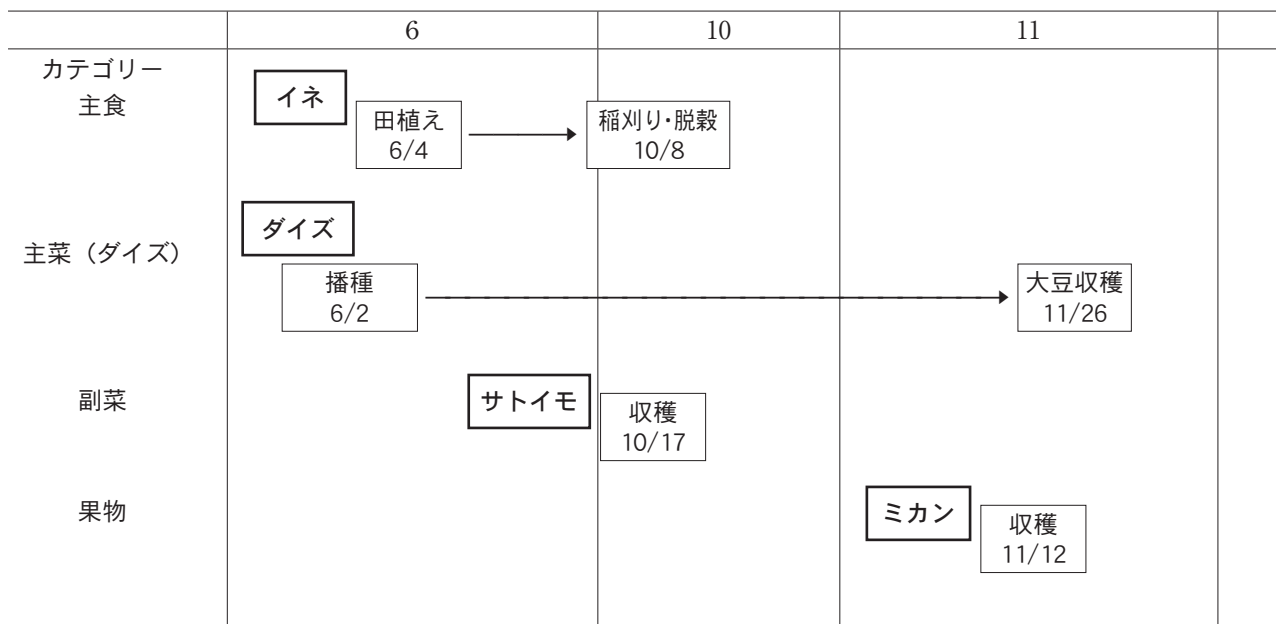 6
10
11
カテゴリー
主食
イネ
田植え
6/4
稲刈り・脱穀
10/8
主菜（ダイズ）
ダイズ
播種
6/2
大豆収穫
11/26
副菜
サトイモ
収穫
10/17
果物
ミカン
収穫
11/12